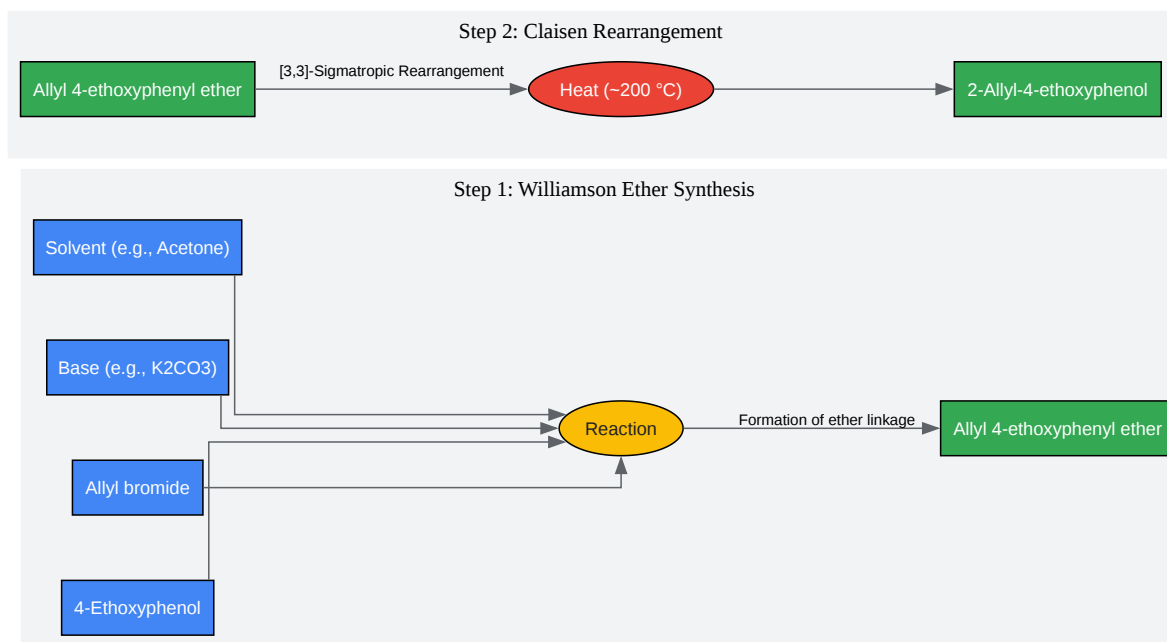 Step 2: Claisen Rearrangement
Allyl 4-ethoxyphenyl ether
[3,3]-Sigmatropic Rearrangement
Heat (~200 °C)
2-Allyl-4-ethoxyphenol
Step 1: Williamson Ether Synthesis
Solvent (e.g., Acetone)
Base (e.g., K2CO3)
Reaction
Formation of ether linkage
Allyl 4-ethoxyphenyl ether
Allyl bromide
4-Ethoxyphenol